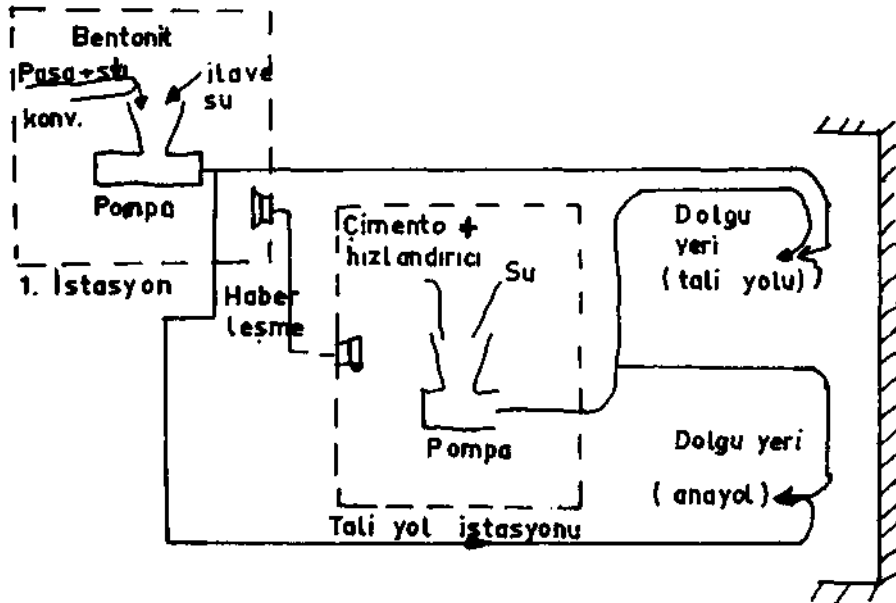 Bentonit
Pasa+su
ilave
su
konv.
Pompa
1. İstasyon
Haber
leşme
Çimento +
hızlandırıcı
Su
Pompa
Tali yol istasyonu
Dolgu
yeri
(tali yolu)
Dolgu yeri
(anayol)